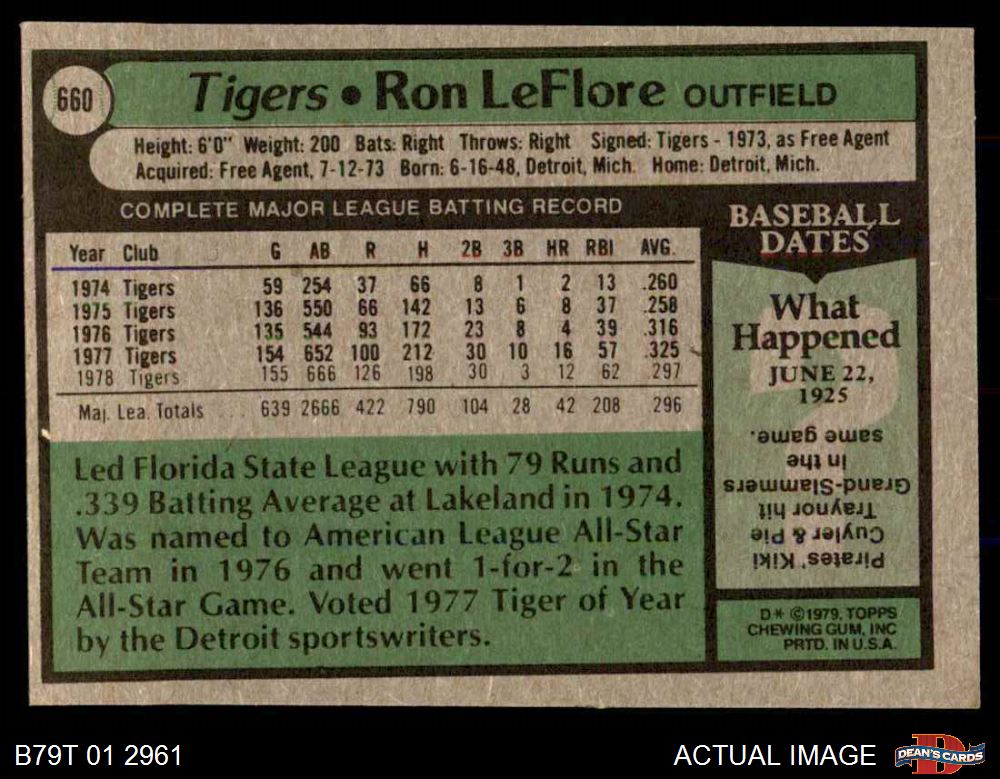 660
Tigers • Ron LeFlore OUTFIELD
Height: 6'0" Weight: 200 Bats: Right Throws: Right Signed: Tigers - 1973, as Free Agent
Acquired: Free Agent, 7-12-73 Born: 6-16-48, Detroit, Mich. Home: Detroit, Mich.
COMPLETE MAJOR LEAGUE BATTING RECORD
Year Club G AB R H 2B 3B HR RBI AVG.
1974 Tigers 59 254 37 66 8 1 2 13 .260
1975 Tigers 136 550 66 142 13 6 8 37 .258
1976 Tigers 135 544 93 172 23 8 4 39 .316
1977 Tigers 154 652 100 212 30 10 16 57 .325
1978 Tigers 155 666 126 198 30 3 12 62 .297
Maj. Lea. Totals ... 639 2666 422 790 104 28 42 208 .296
Led Florida State League with 79 Runs and
.339 Batting Average at Lakeland in 1974.
Was named to American League All-Star
Team in 1976 and went 1-for-2 in the
All-Star Game. Voted 1977 Tiger of Year
by the Detroit sportswriters.
BASEBALL
DATES
2
What
Happened
JUNE 22,
1925
Pirates' Kiki
Cuyler & Pie
Traynor hit
Grand-Slammers
in the
same game.
D* © 1979, TOPPS
CHEWING GUM, INC
PRTD. IN U.S.A.
B79T 01 2961
ACTUAL IMAGE
D
DEAN'S CARDS